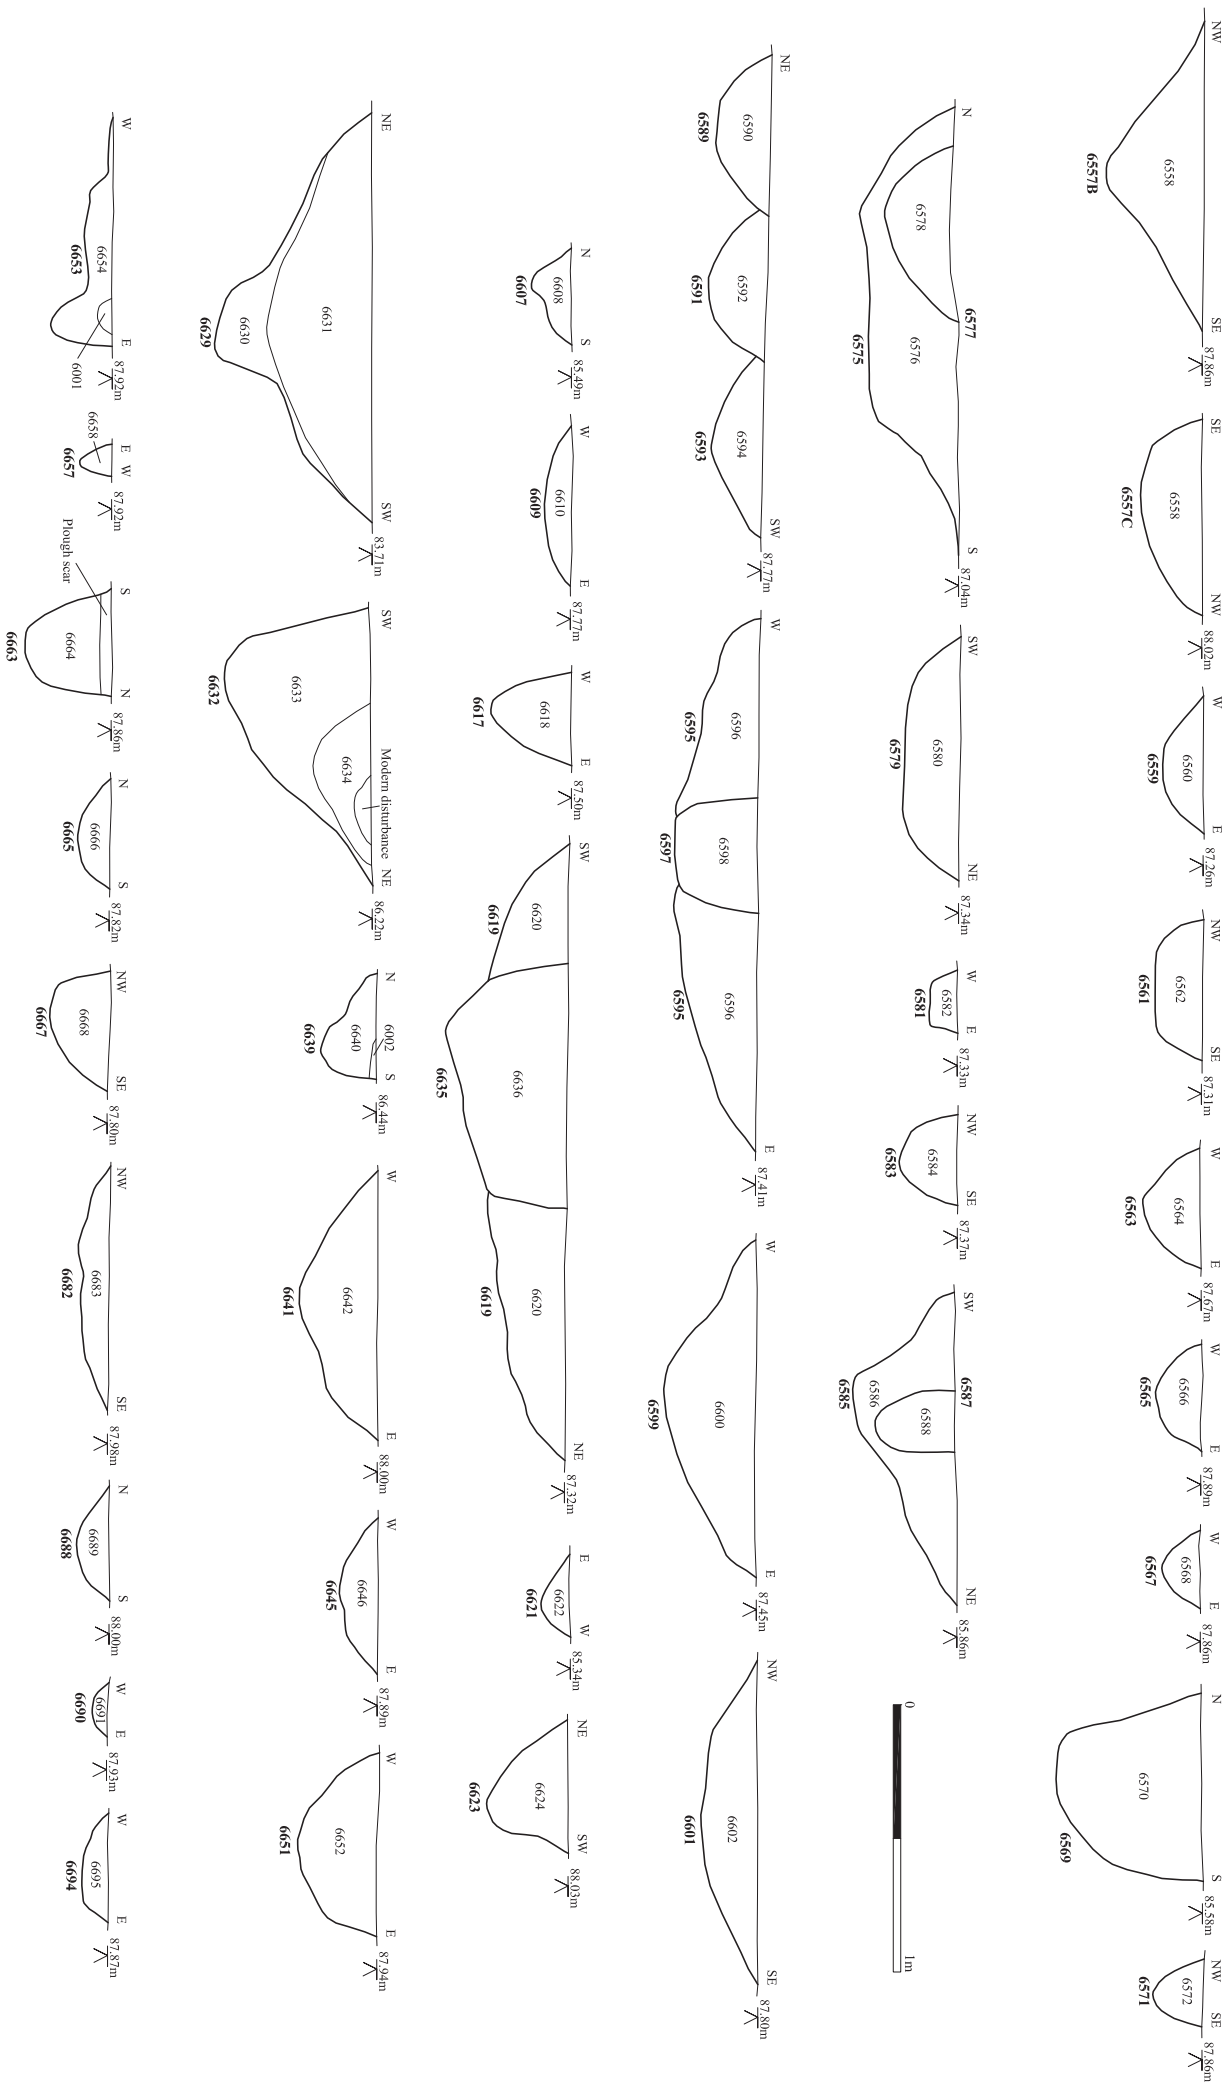 NW SE 87.86m
6558
6557B
SE NW 88.02m
6558
6557C
W E 87.26m
6560
6559
NW SE 87.31m
6562
6561
W E 87.67m
6564
6563
W E 87.89m
6566
6565
W E 87.86m
6568
6567
N S 85.58m
6570
6569
NW SE 87.86m
6572
6571
N 6577 S 87.04m
6578
6576
6575
SW NE 87.34m
6580
6579
W E 87.33m
6582
6581
NW SE 87.37m
6584
6583
SW 6587 NE 85.86m
6588
6586
6585
0 1m
NE SW 87.77m
6590 6592 6594
6589 6591 6593
W E 87.41m
6596 6598 6596
6595 6597 6595
W E 87.45m
6600
6599
NW SE 87.80m
6602
6601
N S 85.49m
6608
6607
W E 87.77m
6610
6609
W E 87.50m
6618
6617
SW NE 87.32m
6620 6636 6620
6619 6635 6619
E W 85.34m
6622
6621
NE SW 88.03m
6624
6623
NE SW 83.71m
6631
6630
6629
SW Modern disturbance NE 86.22m
6634
6633
6632
N 6002 S 86.44m
6640
6639
W E 88.00m
6642
6641
W E 87.89m
6646
6645
W E 87.94m
6652
6651
W E 87.92m
6654
6653 6001
E W 87.92m
6658
6657
S N 87.86m
6664
Plough scar
6663
N S 87.82m
6666
6665
NW SE 87.80m
6668
6667
NW SE 87.98m
6683
6682
N S 88.00m
6689
6688
W E 87.93m
6691
6690
W E 87.87m
6695
6694